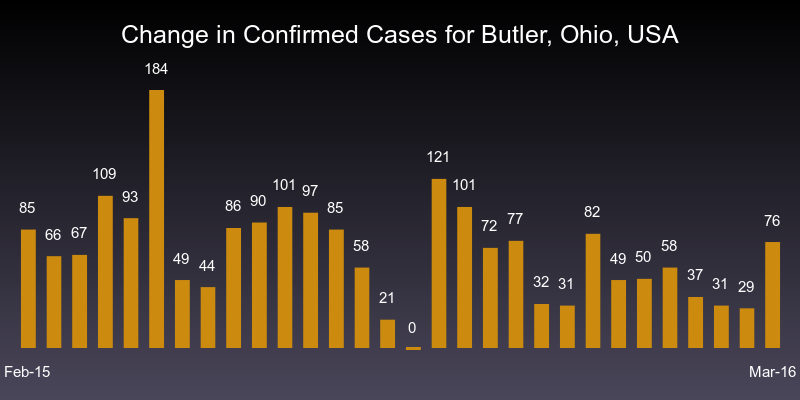 Change in Confirmed Cases for Butler, Ohio, USA
184
121
109
101 101
93 90 97
85 86 85 82
77 76
66 67 72
58 58
49 44 49 50
37
32 31 31 29
21
0
Feb-15 Mar-16